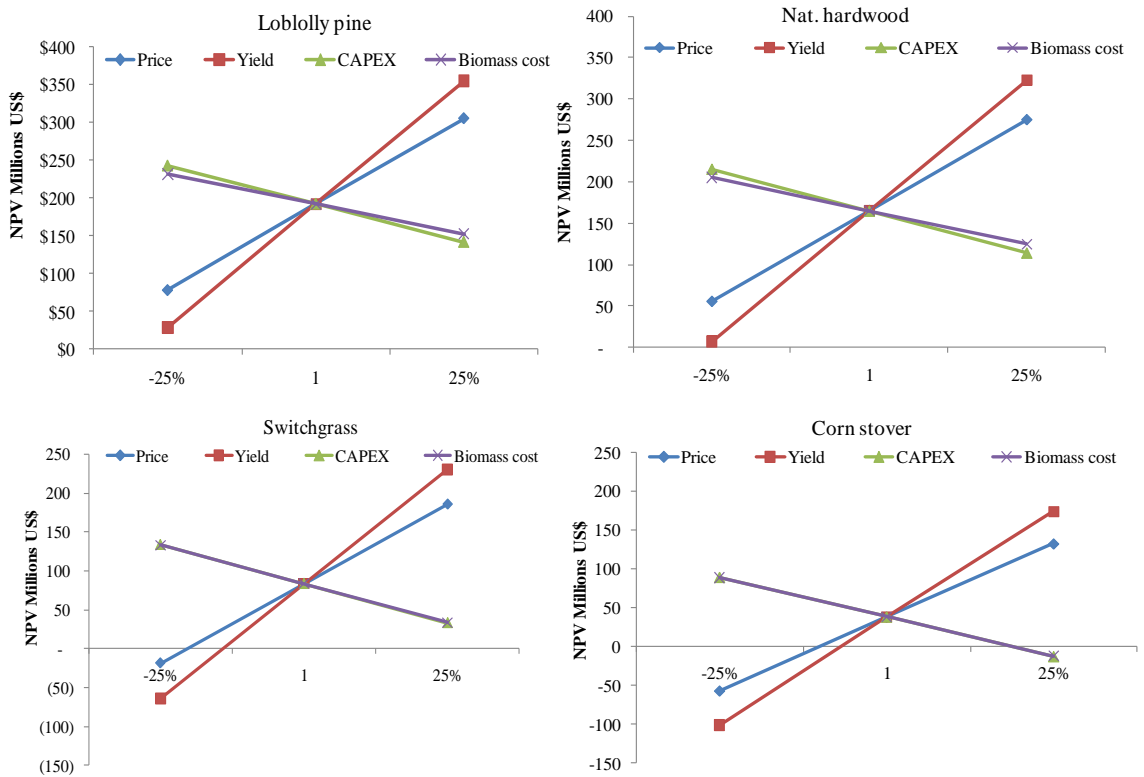 Loblolly pine
$400
Price Yield CAPEX Biomass cost
$350
$300
$250
$200
$150
$100
$50
$0
NPV Millions US$
-25% 1 25%
Nat. hardwood
400
Price Yield CAPEX Biomass cost
350
300
250
200
150
100
50
-
NPV Millions US$
-25% 1 25%
Switchgrass
250
Price Yield CAPEX Biomass cost
200
150
100
50
-
(50)
(100)
(150)
NPV Millions US$
-25% 1 25%
Corn stover
250
Price Yield CAPEX Biomass cost
200
150
100
50
0
-50
-100
-150
NPV Millions US$
-25% 1 25%